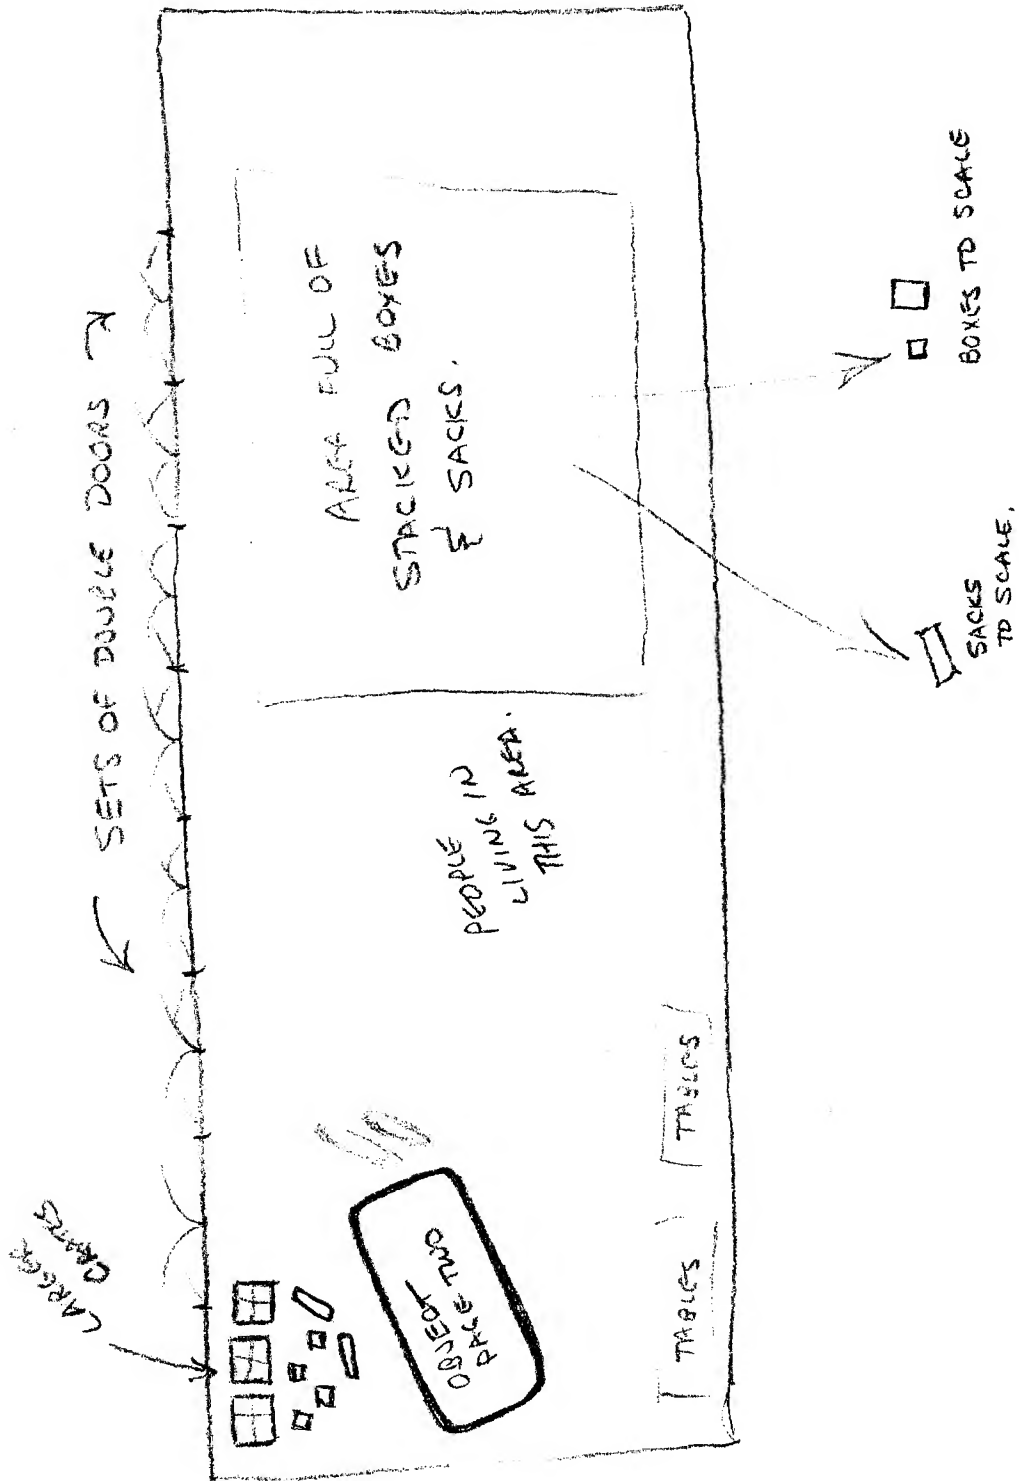 ← SETS OF DOUBLE DOORS →
AREA FULL OF
STACKED BOXES
& SACKS.
BOXES TO SCALE
SACKS
TO SCALE.
PEOPLE
LIVING IN
THIS AREA.
LARGER
CRATES
OBJECT
PAGE TWO
TABLES
TABLES